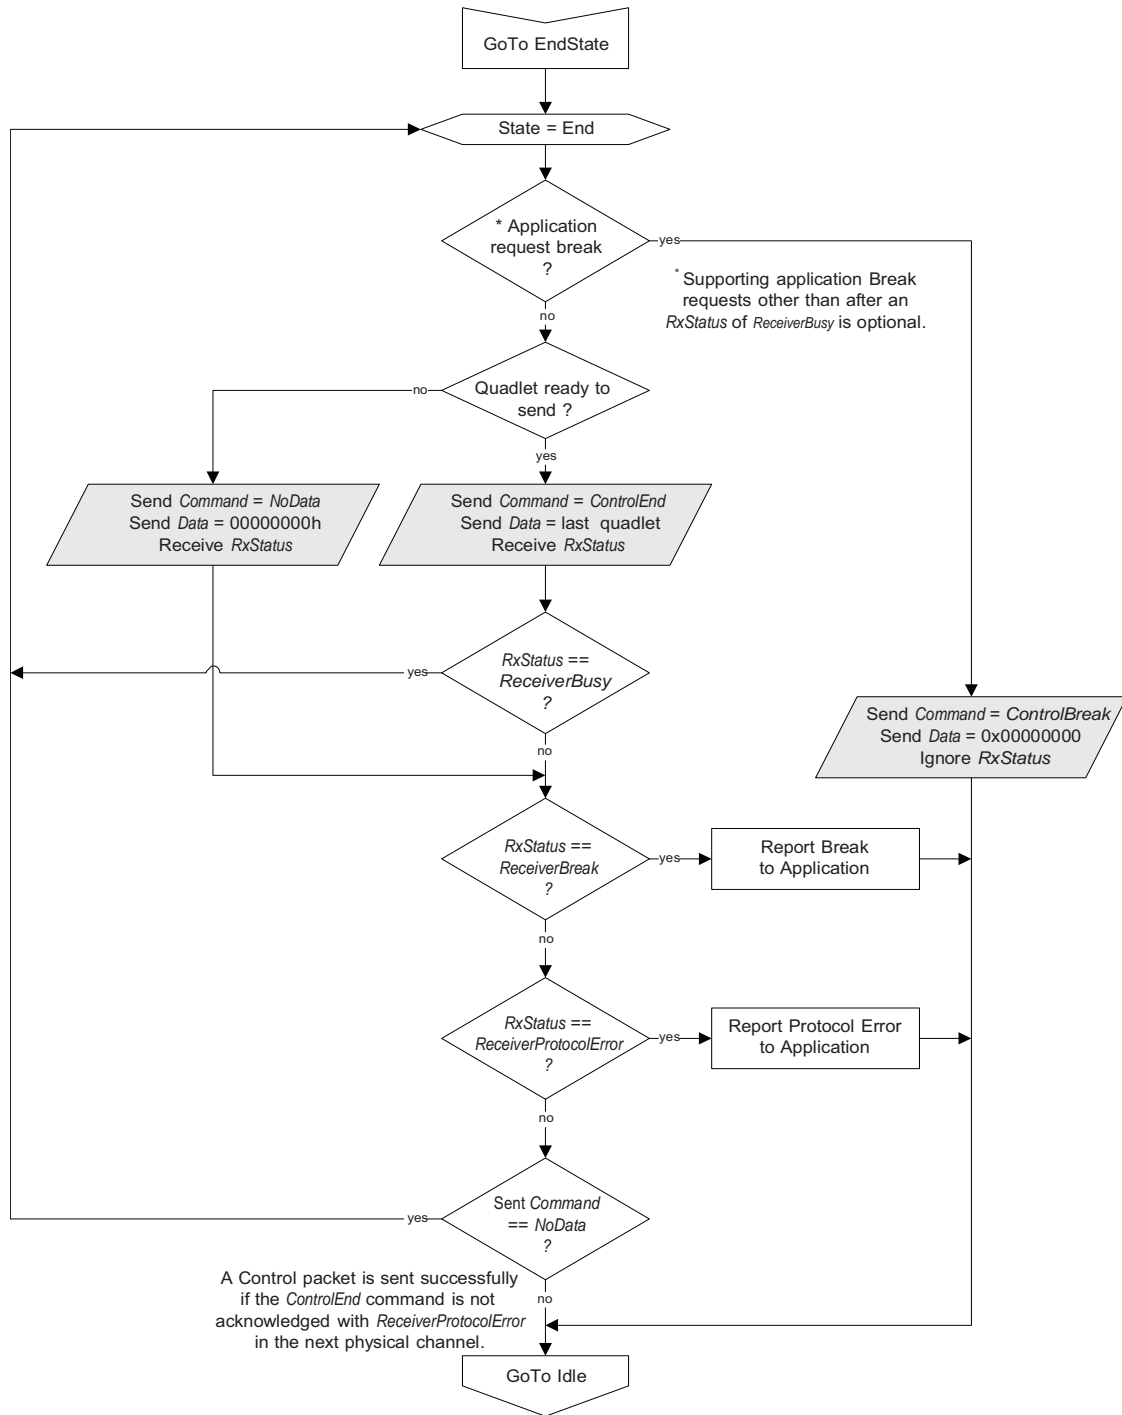 GoTo EndState
State = End
* Application
request break
?
yes
* Supporting application Break
requests other than after an
RxStatus of ReceiverBusy is optional.
no
Quadlet ready to
send ?
no
yes
Send Command = NoData
Send Data = 00000000h
Receive RxStatus
Send Command = ControlEnd
Send Data = last quadlet
Receive RxStatus
RxStatus ==
ReceiverBusy
?
yes
no
Send Command = ControlBreak
Send Data = 0x00000000
Ignore RxStatus
RxStatus ==
ReceiverBreak
?
yes
Report Break
to Application
no
RxStatus ==
ReceiverProtocolError
?
yes
Report Protocol Error
to Application
no
Sent Command
== NoData
?
yes
no
A Control packet is sent successfully
if the ControlEnd command is not
acknowledged with ReceiverProtocolError
in the next physical channel.
GoTo Idle